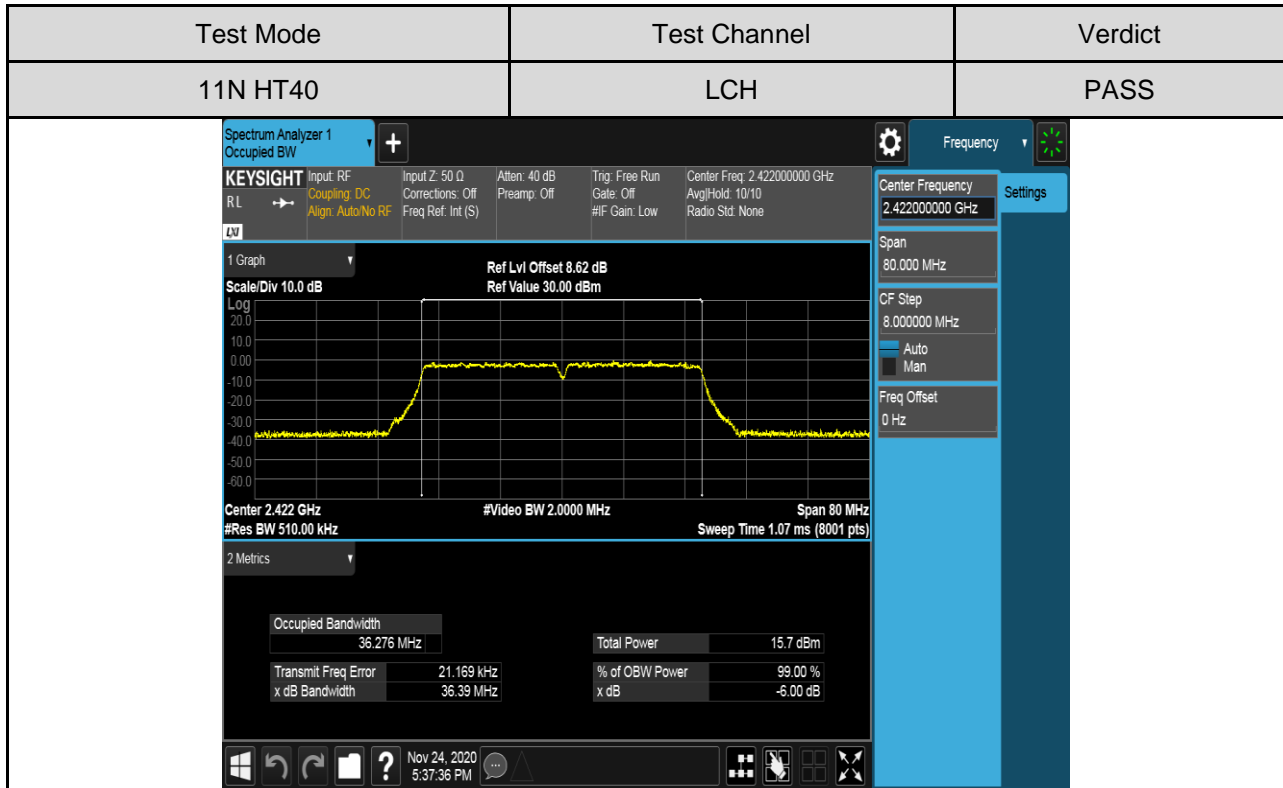 Test Mode Test Channel Verdict
11N HT40 LCH PASS
Spectrum Analyzer 1
Occupied BW
+
Frequency
KEYSIGHT
RL
LXI
Input: RF
Coupling: DC
Align: Auto/No RF
Input Z: 50 Ω
Corrections: Off
Freq Ref: Int (S)
Atten: 40 dB
Preamp: Off
Trig: Free Run
Gate: Off
#IF Gain: Low
Center Freq: 2.422000000 GHz
Avg|Hold: 10/10
Radio Std: None
Center Frequency
2.422000000 GHz
Settings
Span
80.000 MHz
CF Step
8.000000 MHz
Auto
Man
Freq Offset
0 Hz
1 Graph
Scale/Div 10.0 dB
Ref Lvl Offset 8.62 dB
Ref Value 30.00 dBm
Log
20.0
10.0
0.00
-10.0
-20.0
-30.0
-40.0
-50.0
-60.0
Center 2.422 GHz #Video BW 2.0000 MHz Span 80 MHz
#Res BW 510.00 kHz Sweep Time 1.07 ms (8001 pts)
2 Metrics
Occupied Bandwidth
36.276 MHz
Transmit Freq Error 21.169 kHz
x dB Bandwidth 36.39 MHz
Total Power 15.7 dBm
% of OBW Power 99.00 %
x dB -6.00 dB
?
Nov 24, 2020
5:37:36 PM